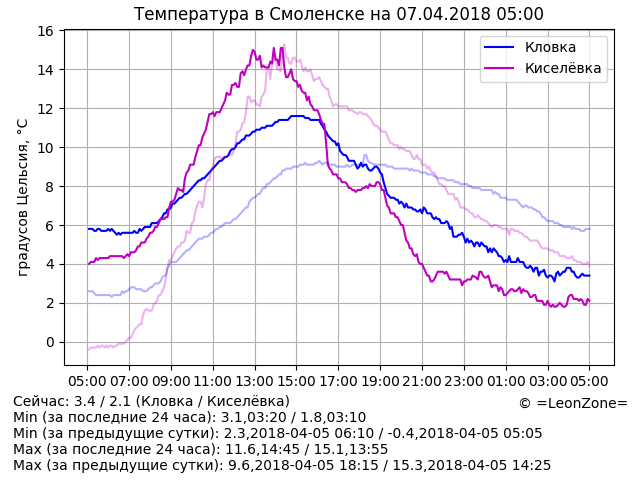 Температура в Смоленске на 07.04.2018 05:00
16
14
12
10
8
6
4
2
0
градусов Цельсия, °C
Кловка
Киселёвка
05:00 07:00 09:00 11:00 13:00 15:00 17:00 19:00 21:00 23:00 01:00 03:00 05:00
Сейчас: 3.4 / 2.1 (Кловка / Киселёвка)
© =LeonZone=
Min (за последние 24 часа): 3.1,03:20 / 1.8,03:10
Min (за предыдущие сутки): 2.3,2018-04-05 06:10 / -0.4,2018-04-05 05:05
Max (за последние 24 часа): 11.6,14:45 / 15.1,13:55
Max (за предыдущие сутки): 9.6,2018-04-05 18:15 / 15.3,2018-04-05 14:25